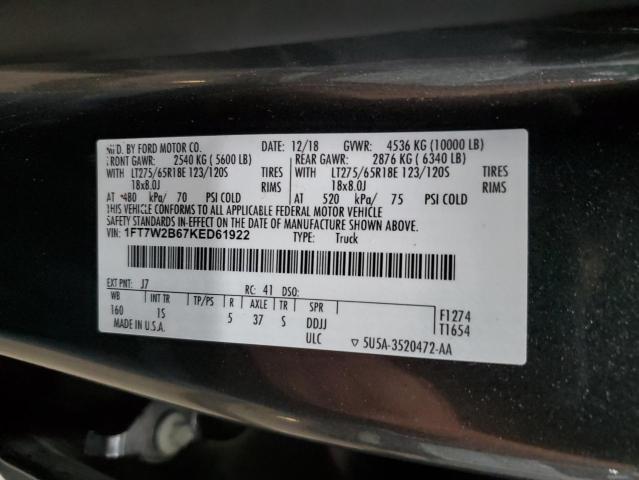 MFD. BY FORD MOTOR CO. 12/18 GVWR: 4536 KG (10000 LB)
FRONT GAWR: 2540 KG ( 5600 LB) REAR GAWR: 2876 KG ( 6340 LB)
WITH LT275/65R18E 123/120S TIRES WITH LT275/65R18E 123/120S TIRES
18x8.0J RIMS 18x8.0J RIMS
AT 480 kPa/ 70 PSI COLD AT 520 kPa/ 75 PSI COLD
THIS VEHICLE CONFORMS TO ALL APPLICABLE FEDERAL MOTOR VEHICLE
SAFETY STANDARDS IN EFFECT ON THE DATE OF MANUFACTURE SHOWN ABOVE.
VIN: 1FT7W2B67KED61922 TYPE: Truck
EXT PNT: J7 RC: 41 DSO:
WB INT TR TP/PS R AXLE TR SPR F1274
160 IS 5 37 S DDJJ T1654
MADE IN U.S.A. ULC ▽ 5U5A-3520472-AA